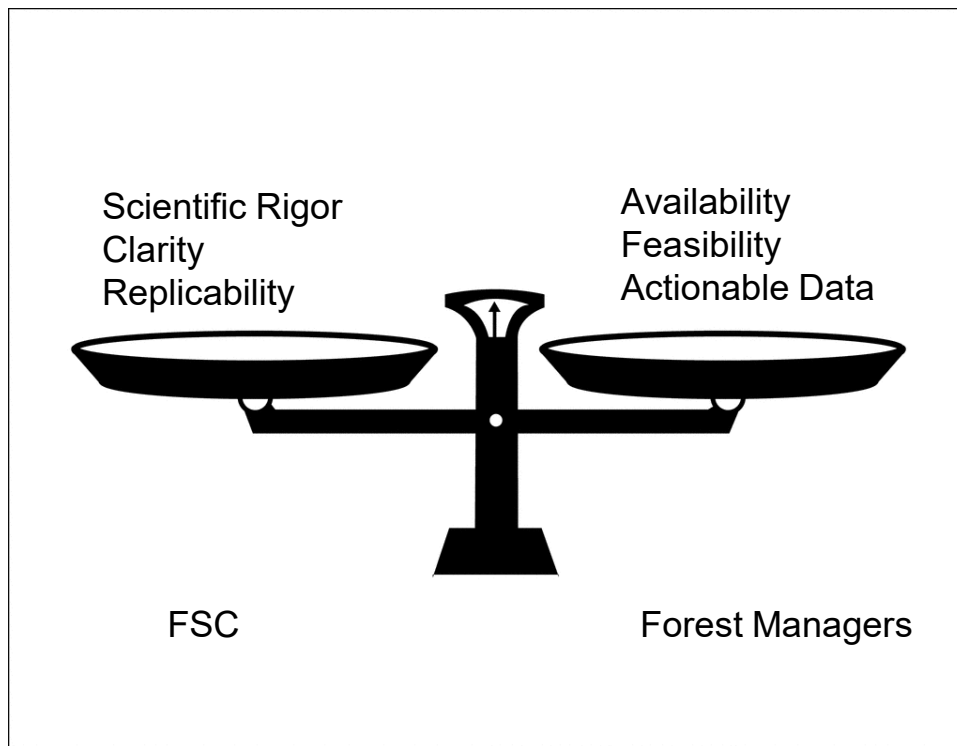 Scientific Rigor
Clarity
Replicability
Availability
Feasibility
Actionable Data
FSC
Forest Managers